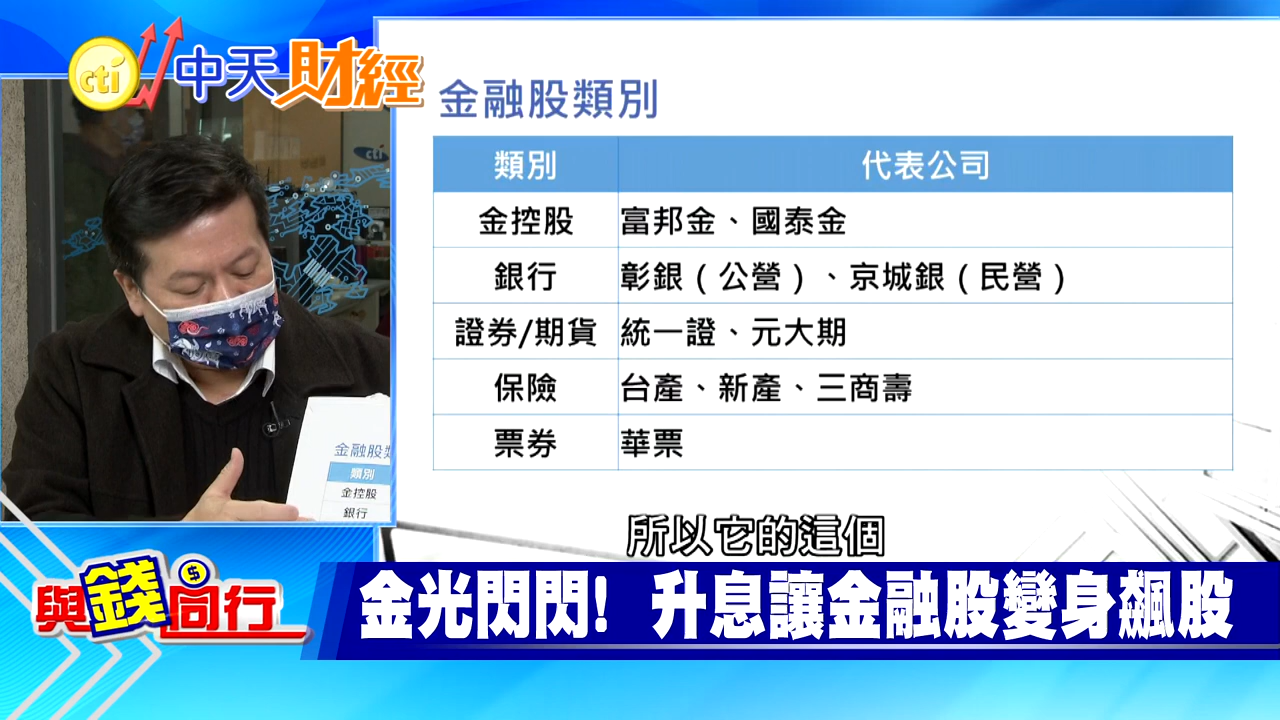 cti 中天財經
金融股類別
類別 代表公司
金控股 富邦金、國泰金
銀行 彰銀（公營）、京城銀（民營）
證券/期貨 統一證、元大期
保險 台產、新產、三商壽
票券 華票
cti
金融股類
類別
金控股
銀行
所以它的這個
與錢同行
金光閃閃! 升息讓金融股變身飆股